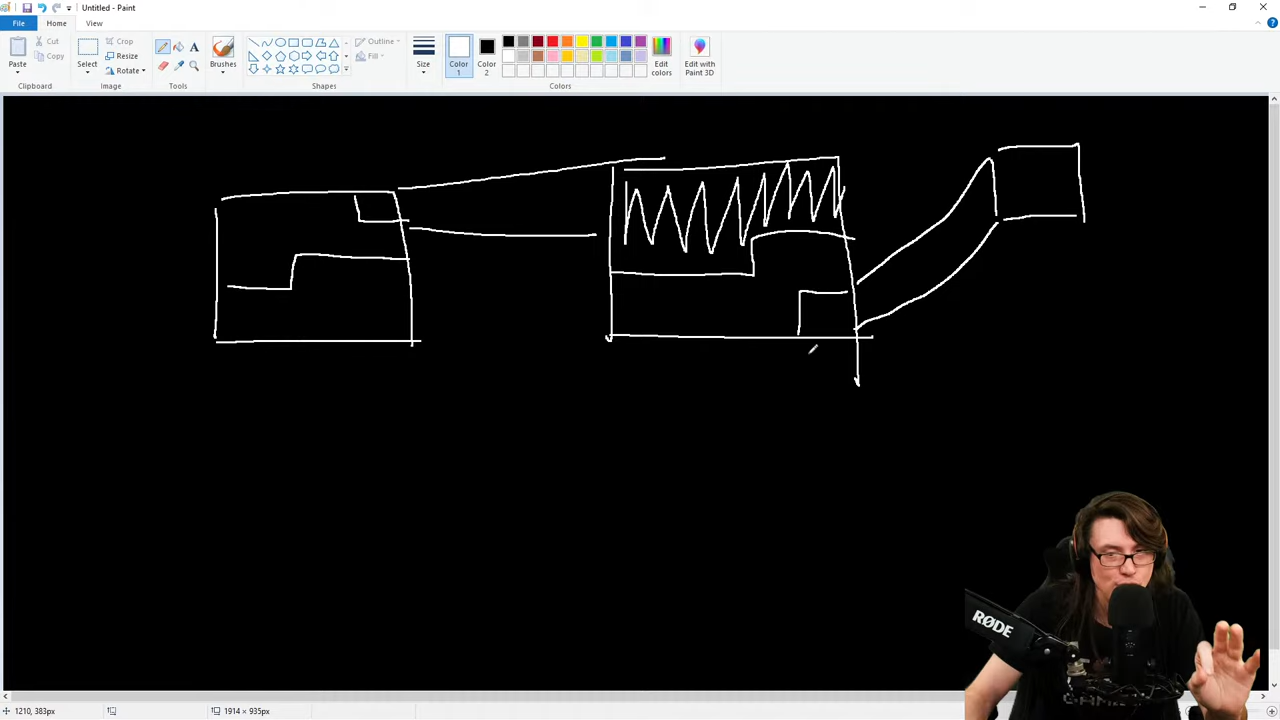 Untitled - Paint
File
Home
View
Paste
Cut
Copy
Clipboard
Select
Crop
Resize
Rotate
Image
A
Tools
Brushes
Outline
Fill
Shapes
Size
Color
1
Color
2
Edit
colors
Colors
Edit with
Paint 3D
RØDE
1210, 383px
1914 × 935px